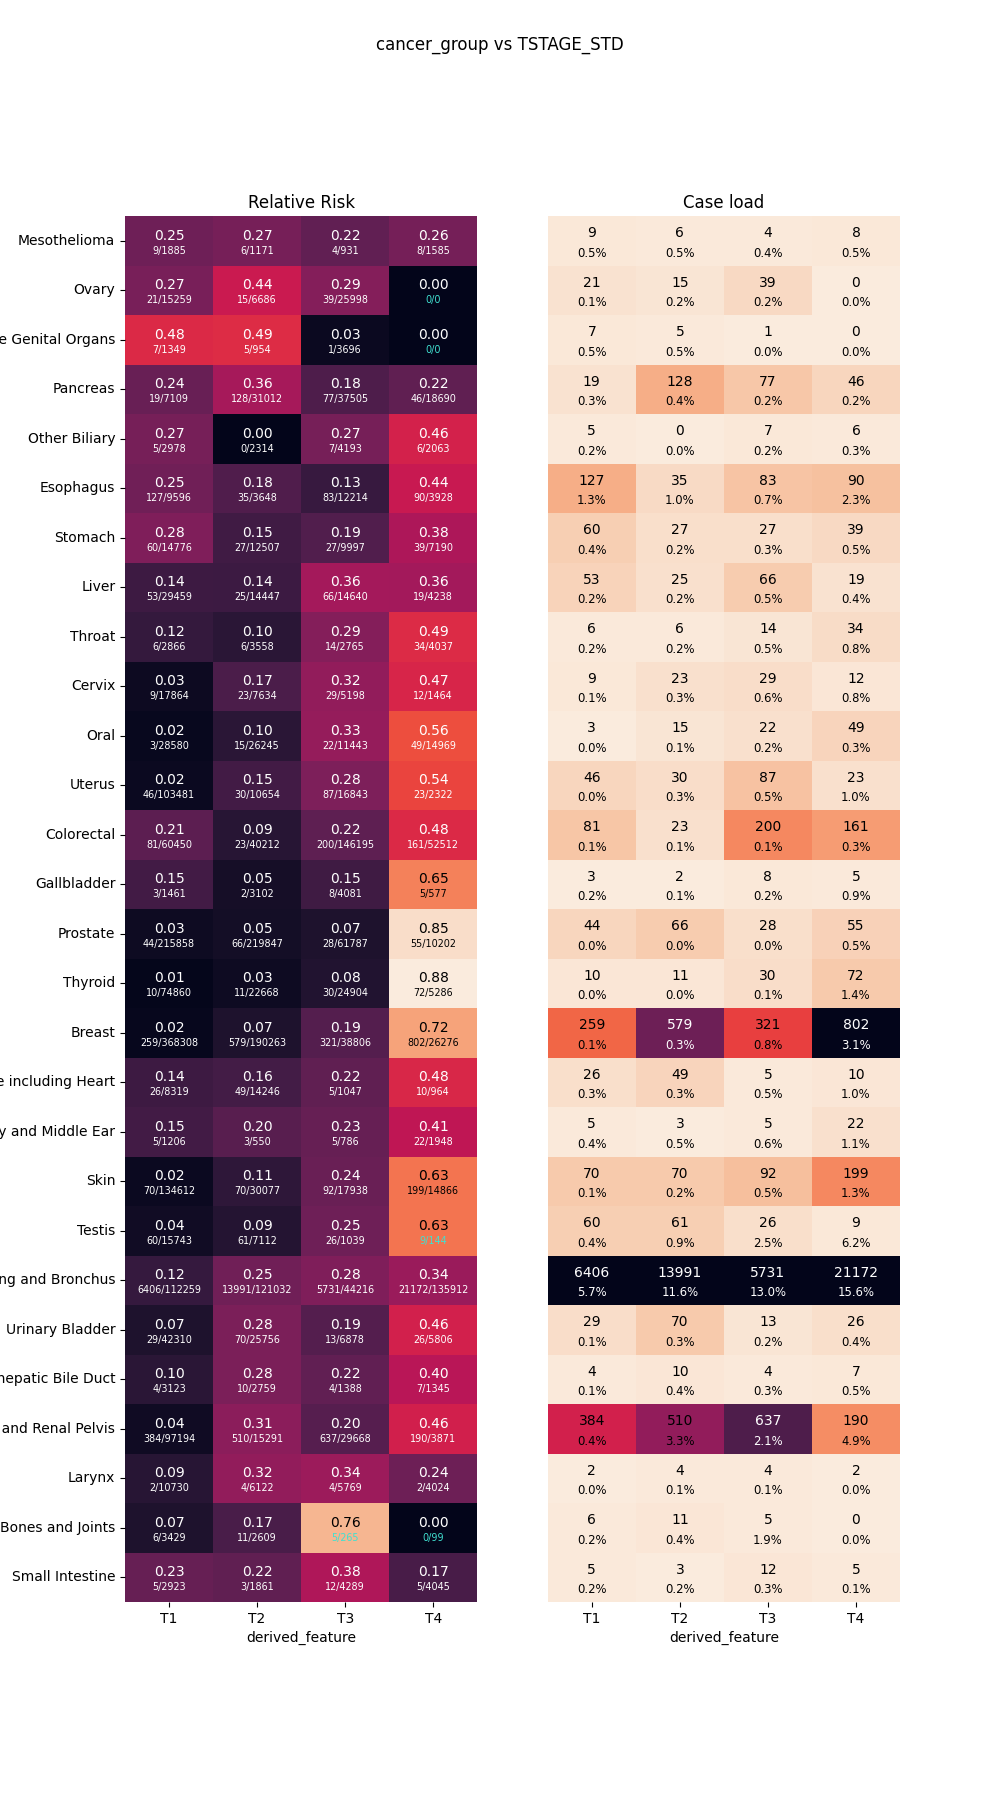 cancer_group vs TSTAGE_STD
Relative Risk
Case load
Mesothelioma 0.25 0.27 0.22 0.26 9 6 4 8
9/1885 6/1171 4/931 8/1585 0.5% 0.5% 0.4% 0.5%
Ovary 0.27 0.44 0.29 0.00 21 15 39 0
21/15259 15/6686 39/25998 0/0 0.1% 0.2% 0.2% 0.0%
e Genital Organs 0.48 0.49 0.03 0.00 7 5 1 0
7/1349 5/954 1/3696 0/0 0.5% 0.5% 0.0% 0.0%
Pancreas 0.24 0.36 0.18 0.22 19 128 77 46
19/7109 128/31012 77/37505 46/18690 0.3% 0.4% 0.2% 0.2%
Other Biliary 0.27 0.00 0.27 0.46 5 0 7 6
5/2978 0/2314 7/4193 6/2063 0.2% 0.0% 0.2% 0.3%
Esophagus 0.25 0.18 0.13 0.44 127 35 83 90
127/9596 35/3648 83/12214 90/3928 1.3% 1.0% 0.7% 2.3%
Stomach 0.28 0.15 0.19 0.38 60 27 27 39
60/14776 27/12507 27/9997 39/7190 0.4% 0.2% 0.3% 0.5%
Liver 0.14 0.14 0.36 0.36 53 25 66 19
53/29459 25/14447 66/14640 19/4238 0.2% 0.2% 0.5% 0.4%
Throat 0.12 0.10 0.29 0.49 6 6 14 34
6/2866 6/3558 14/2765 34/4037 0.2% 0.2% 0.5% 0.8%
Cervix 0.03 0.17 0.32 0.47 9 23 29 12
9/17864 23/7634 29/5198 12/1464 0.1% 0.3% 0.6% 0.8%
Oral 0.02 0.10 0.33 0.56 3 15 22 49
3/28580 15/26245 22/11443 49/14969 0.0% 0.1% 0.2% 0.3%
Uterus 0.02 0.15 0.28 0.54 46 30 87 23
46/103481 30/10654 87/16843 23/2322 0.0% 0.3% 0.5% 1.0%
Colorectal 0.21 0.09 0.22 0.48 81 23 200 161
81/60450 23/40212 200/146195 161/52512 0.1% 0.1% 0.1% 0.3%
Gallbladder 0.15 0.05 0.15 0.65 3 2 8 5
3/1461 2/3102 8/4081 5/577 0.2% 0.1% 0.2% 0.9%
Prostate 0.03 0.05 0.07 0.85 44 66 28 55
44/215858 66/219847 28/61787 55/10202 0.0% 0.0% 0.0% 0.5%
Thyroid 0.01 0.03 0.08 0.88 10 11 30 72
10/74860 11/22668 30/24904 72/5286 0.0% 0.0% 0.1% 1.4%
Breast 0.02 0.07 0.19 0.72 259 579 321 802
259/368308 579/190263 321/38806 802/26276 0.1% 0.3% 0.8% 3.1%
e including Heart 0.14 0.16 0.22 0.48 26 49 5 10
26/8319 49/14246 5/1047 10/964 0.3% 0.3% 0.5% 1.0%
y and Middle Ear 0.15 0.20 0.23 0.41 5 3 5 22
5/1206 3/550 5/786 22/1948 0.4% 0.5% 0.6% 1.1%
Skin 0.02 0.11 0.24 0.63 70 70 92 199
70/134612 70/30077 92/17938 199/14866 0.1% 0.2% 0.5% 1.3%
Testis 0.04 0.09 0.25 0.63 60 61 26 9
60/15743 61/7112 26/1039 9/144 0.4% 0.9% 2.5% 6.2%
ng and Bronchus 0.12 0.25 0.28 0.34 6406 13991 5731 21172
6406/112259 13991/121032 5731/44216 21172/135912 5.7% 11.6% 13.0% 15.6%
Urinary Bladder 0.07 0.28 0.19 0.46 29 70 13 26
29/42310 70/25756 13/6878 26/5806 0.1% 0.3% 0.2% 0.4%
hepatic Bile Duct 0.10 0.28 0.22 0.40 4 10 4 7
4/3123 10/2759 4/1388 7/1345 0.1% 0.4% 0.3% 0.5%
and Renal Pelvis 0.04 0.31 0.20 0.46 384 510 637 190
384/97194 510/15291 637/29668 190/3871 0.4% 3.3% 2.1% 4.9%
Larynx 0.09 0.32 0.34 0.24 2 4 4 2
2/10730 4/6122 4/5769 2/4024 0.0% 0.1% 0.1% 0.0%
Bones and Joints 0.07 0.17 0.76 0.00 6 11 5 0
6/3429 11/2609 5/265 0/99 0.2% 0.4% 1.9% 0.0%
Small Intestine 0.23 0.22 0.38 0.17 5 3 12 5
5/2923 3/1861 12/4289 5/4045 0.2% 0.2% 0.3% 0.1%
T1 T2 T3 T4 T1 T2 T3 T4
derived_feature derived_feature